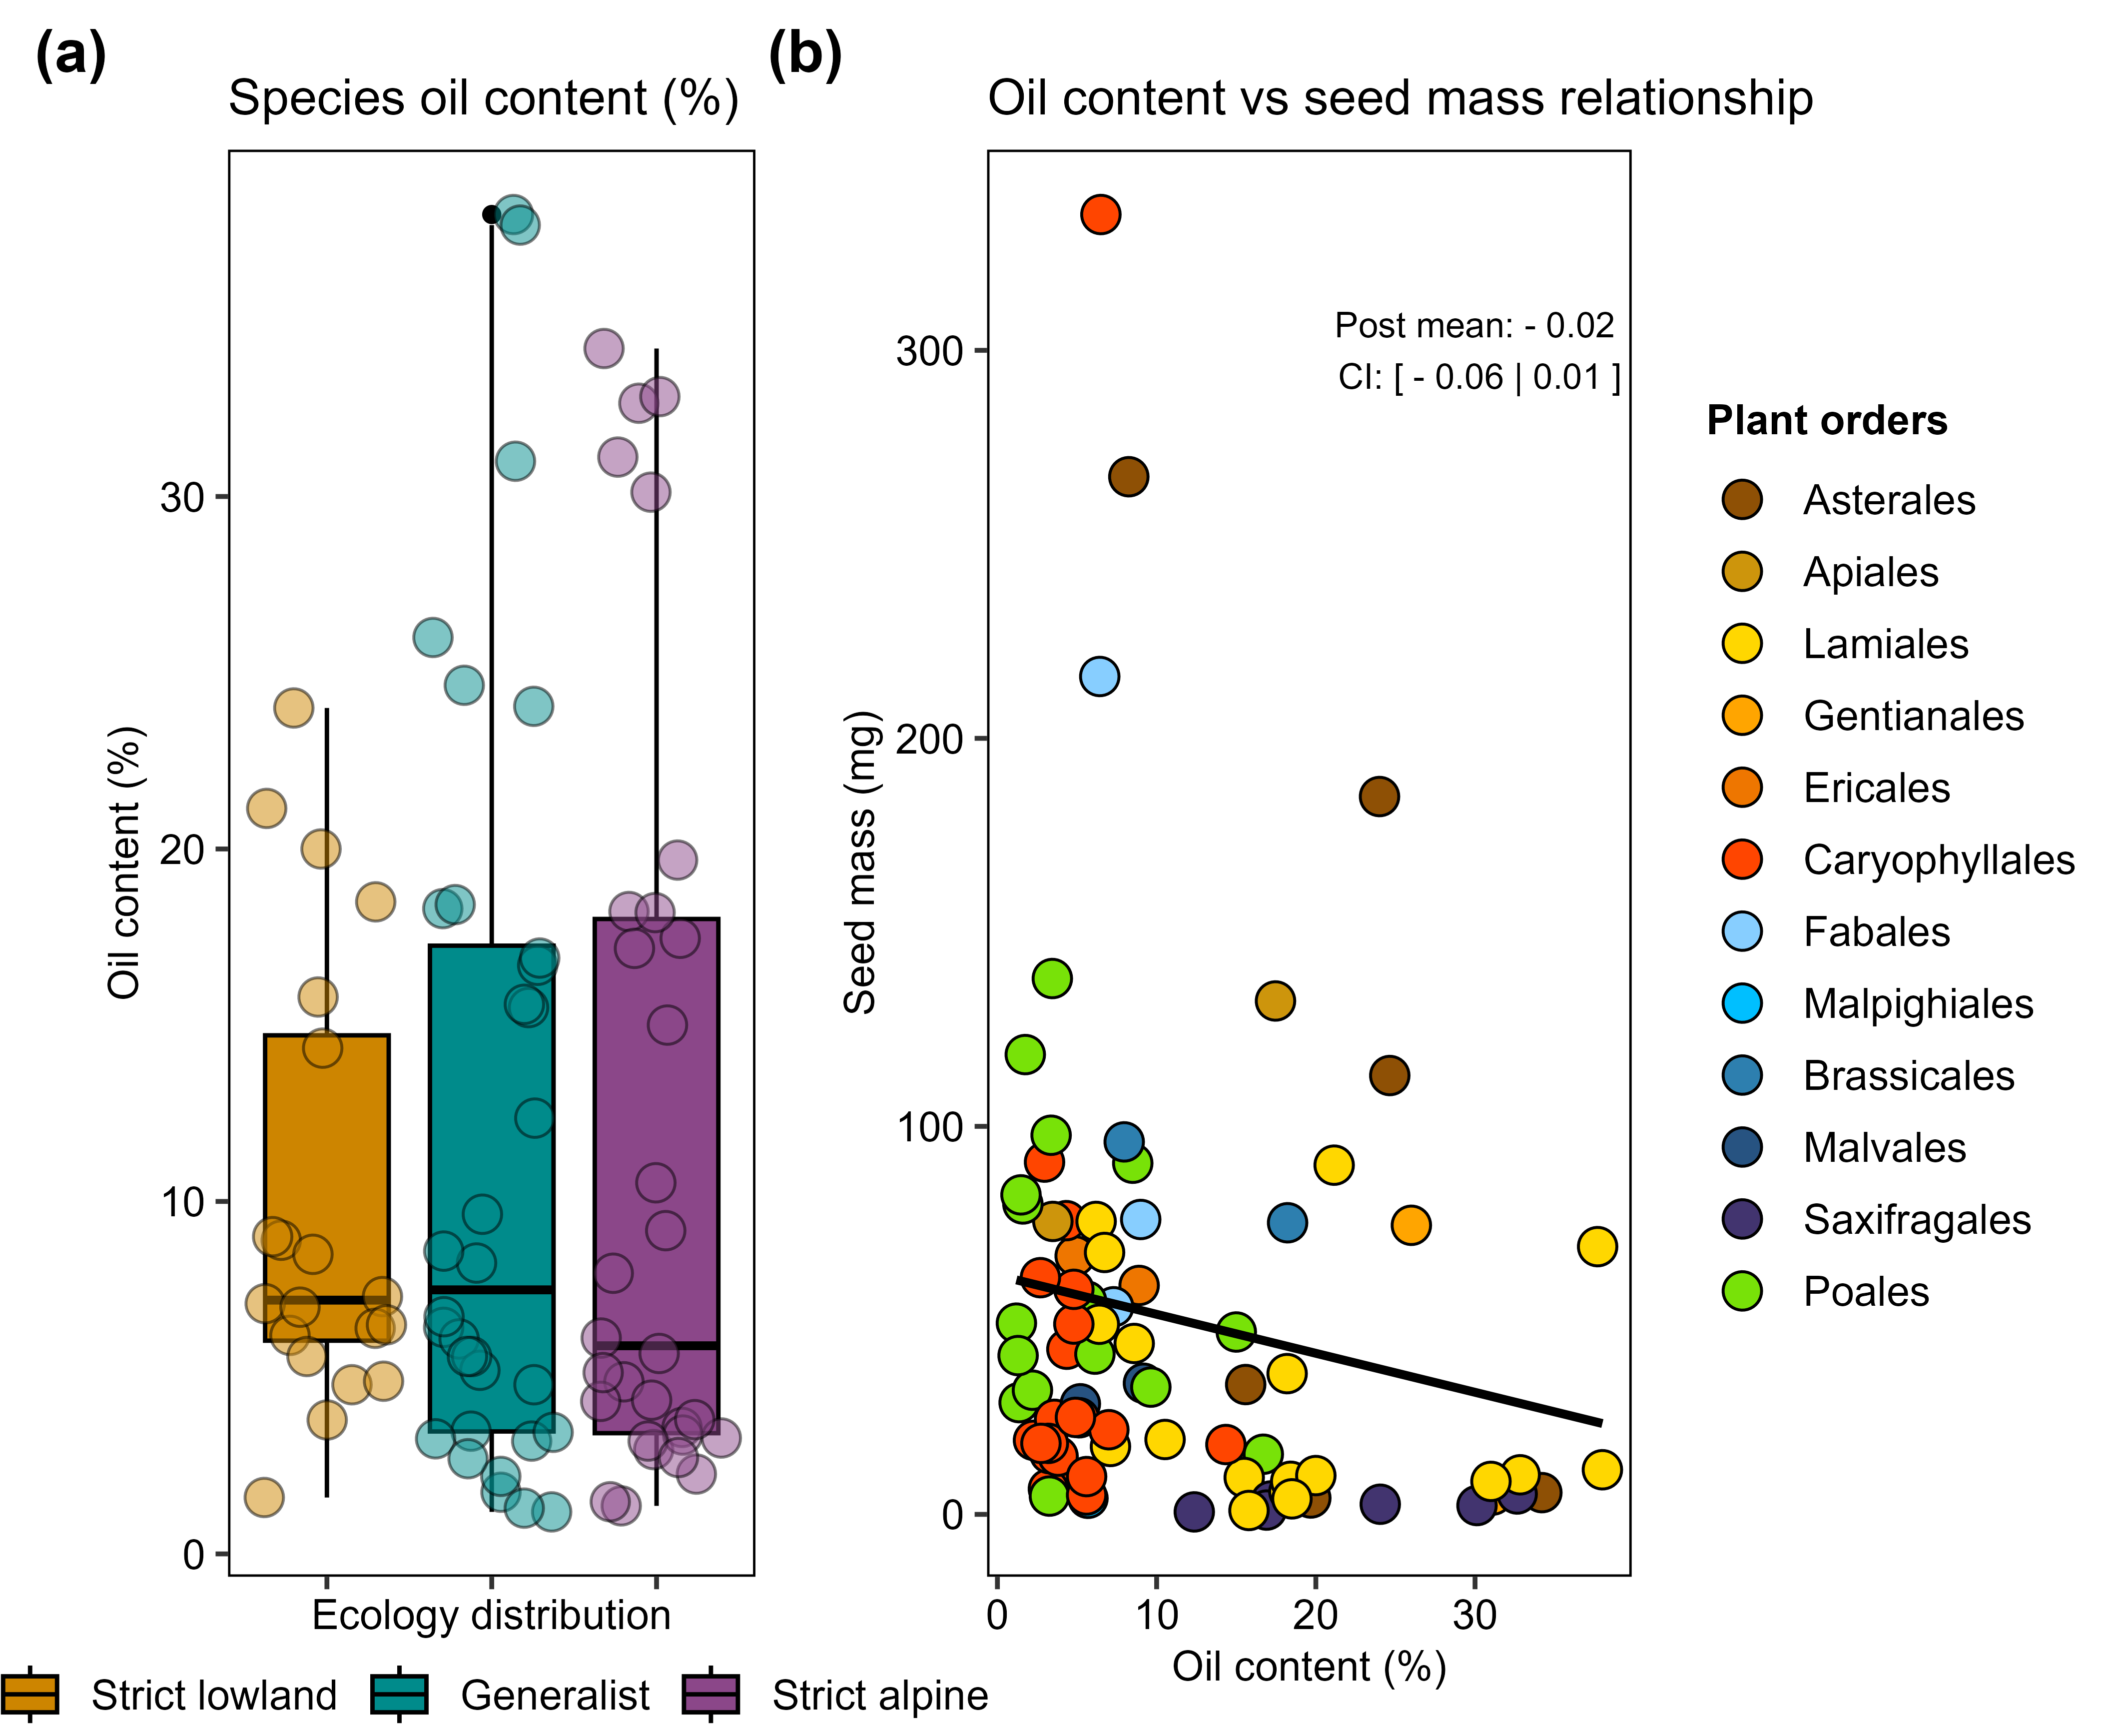 (a)
Species oil content (%)
Oil content (%)
30
20
10
0
Ecology distribution
Strict lowland
Generalist
Strict alpine
(b)
Oil content vs seed mass relationship
Post mean: - 0.02
CI: [ - 0.06 | 0.01 ]
Seed mass (mg)
300
200
100
0
0
10
20
30
Oil content (%)
Plant orders
Asterales
Apiales
Lamiales
Gentianales
Ericales
Caryophyllales
Fabales
Malpighiales
Brassicales
Malvales
Saxifragales
Poales